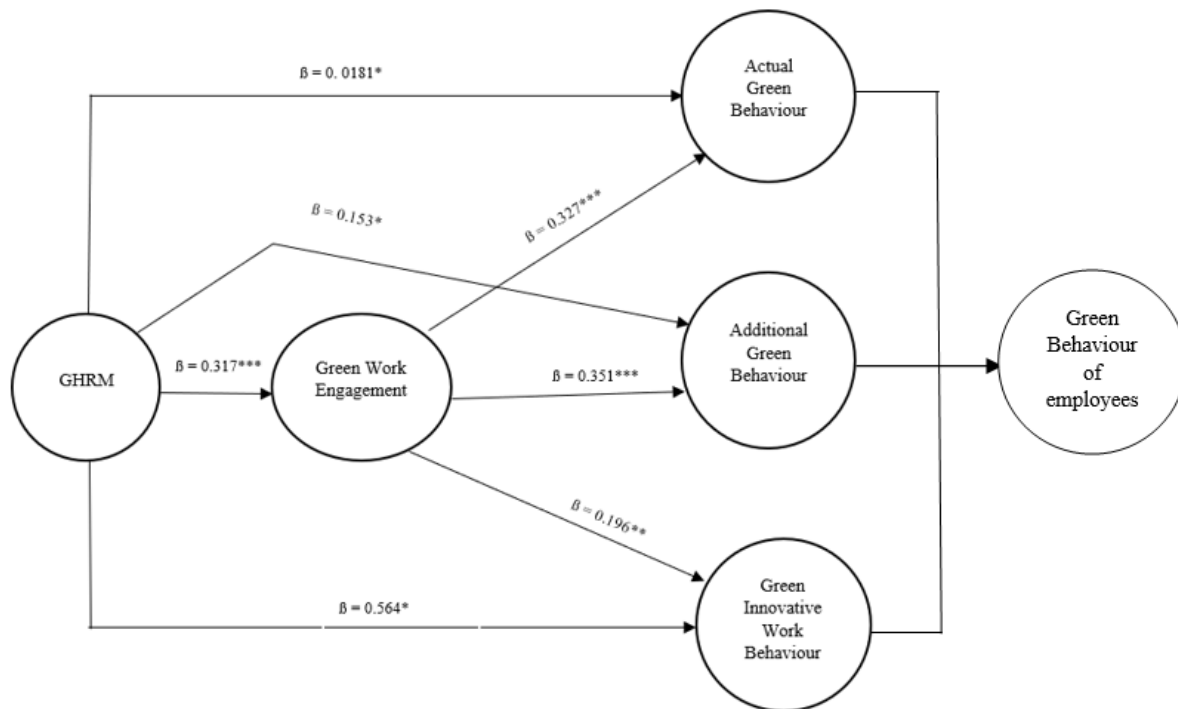 ß = 0. 0181*
Actual
Green
Behaviour
ß = 0.153*
ß = 0.327***
GHRM
ß = 0.317***
Green Work
Engagement
ß = 0.351***
Additional
Green
Behaviour
Green
Behaviour
of
employees
ß = 0.196**
ß = 0.564*
Green
Innovative
Work
Behaviour